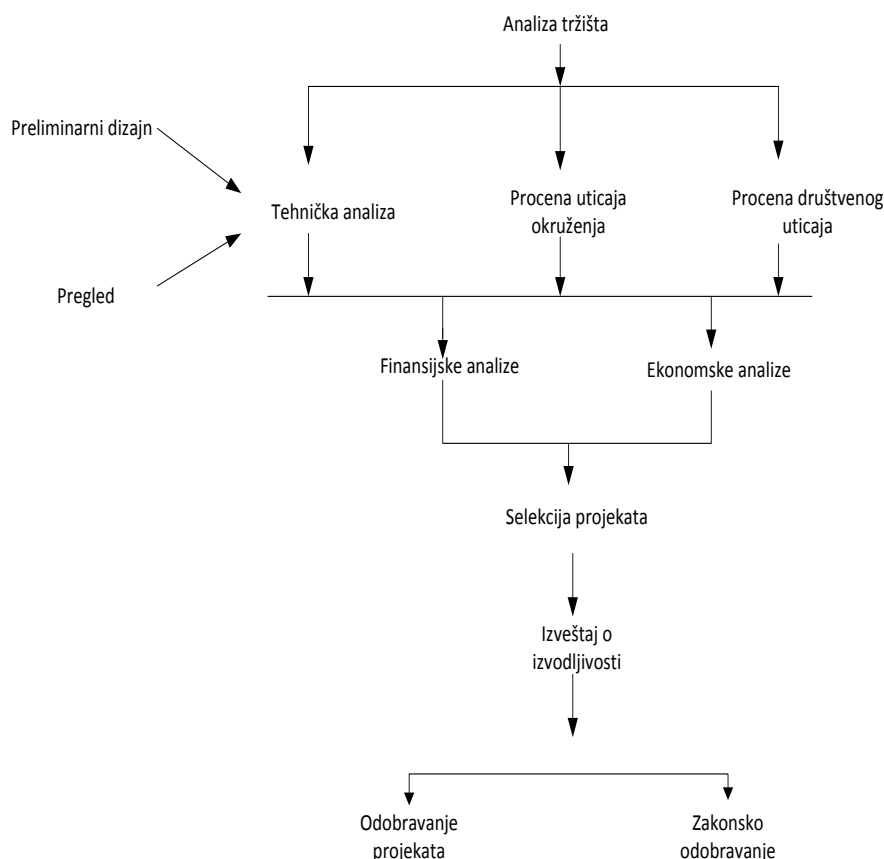 Analiza tržišta
Preliminarni dizajn
Tehnička analiza
Procena uticaja
okruženja
Procena društvenog
uticaja
Pregled
Finansijske analize
Ekonomske analize
Selekcija projekata
Izveštaj o
izvodljivosti
Odobravanje
projekata
Zakonsko
odobravanje